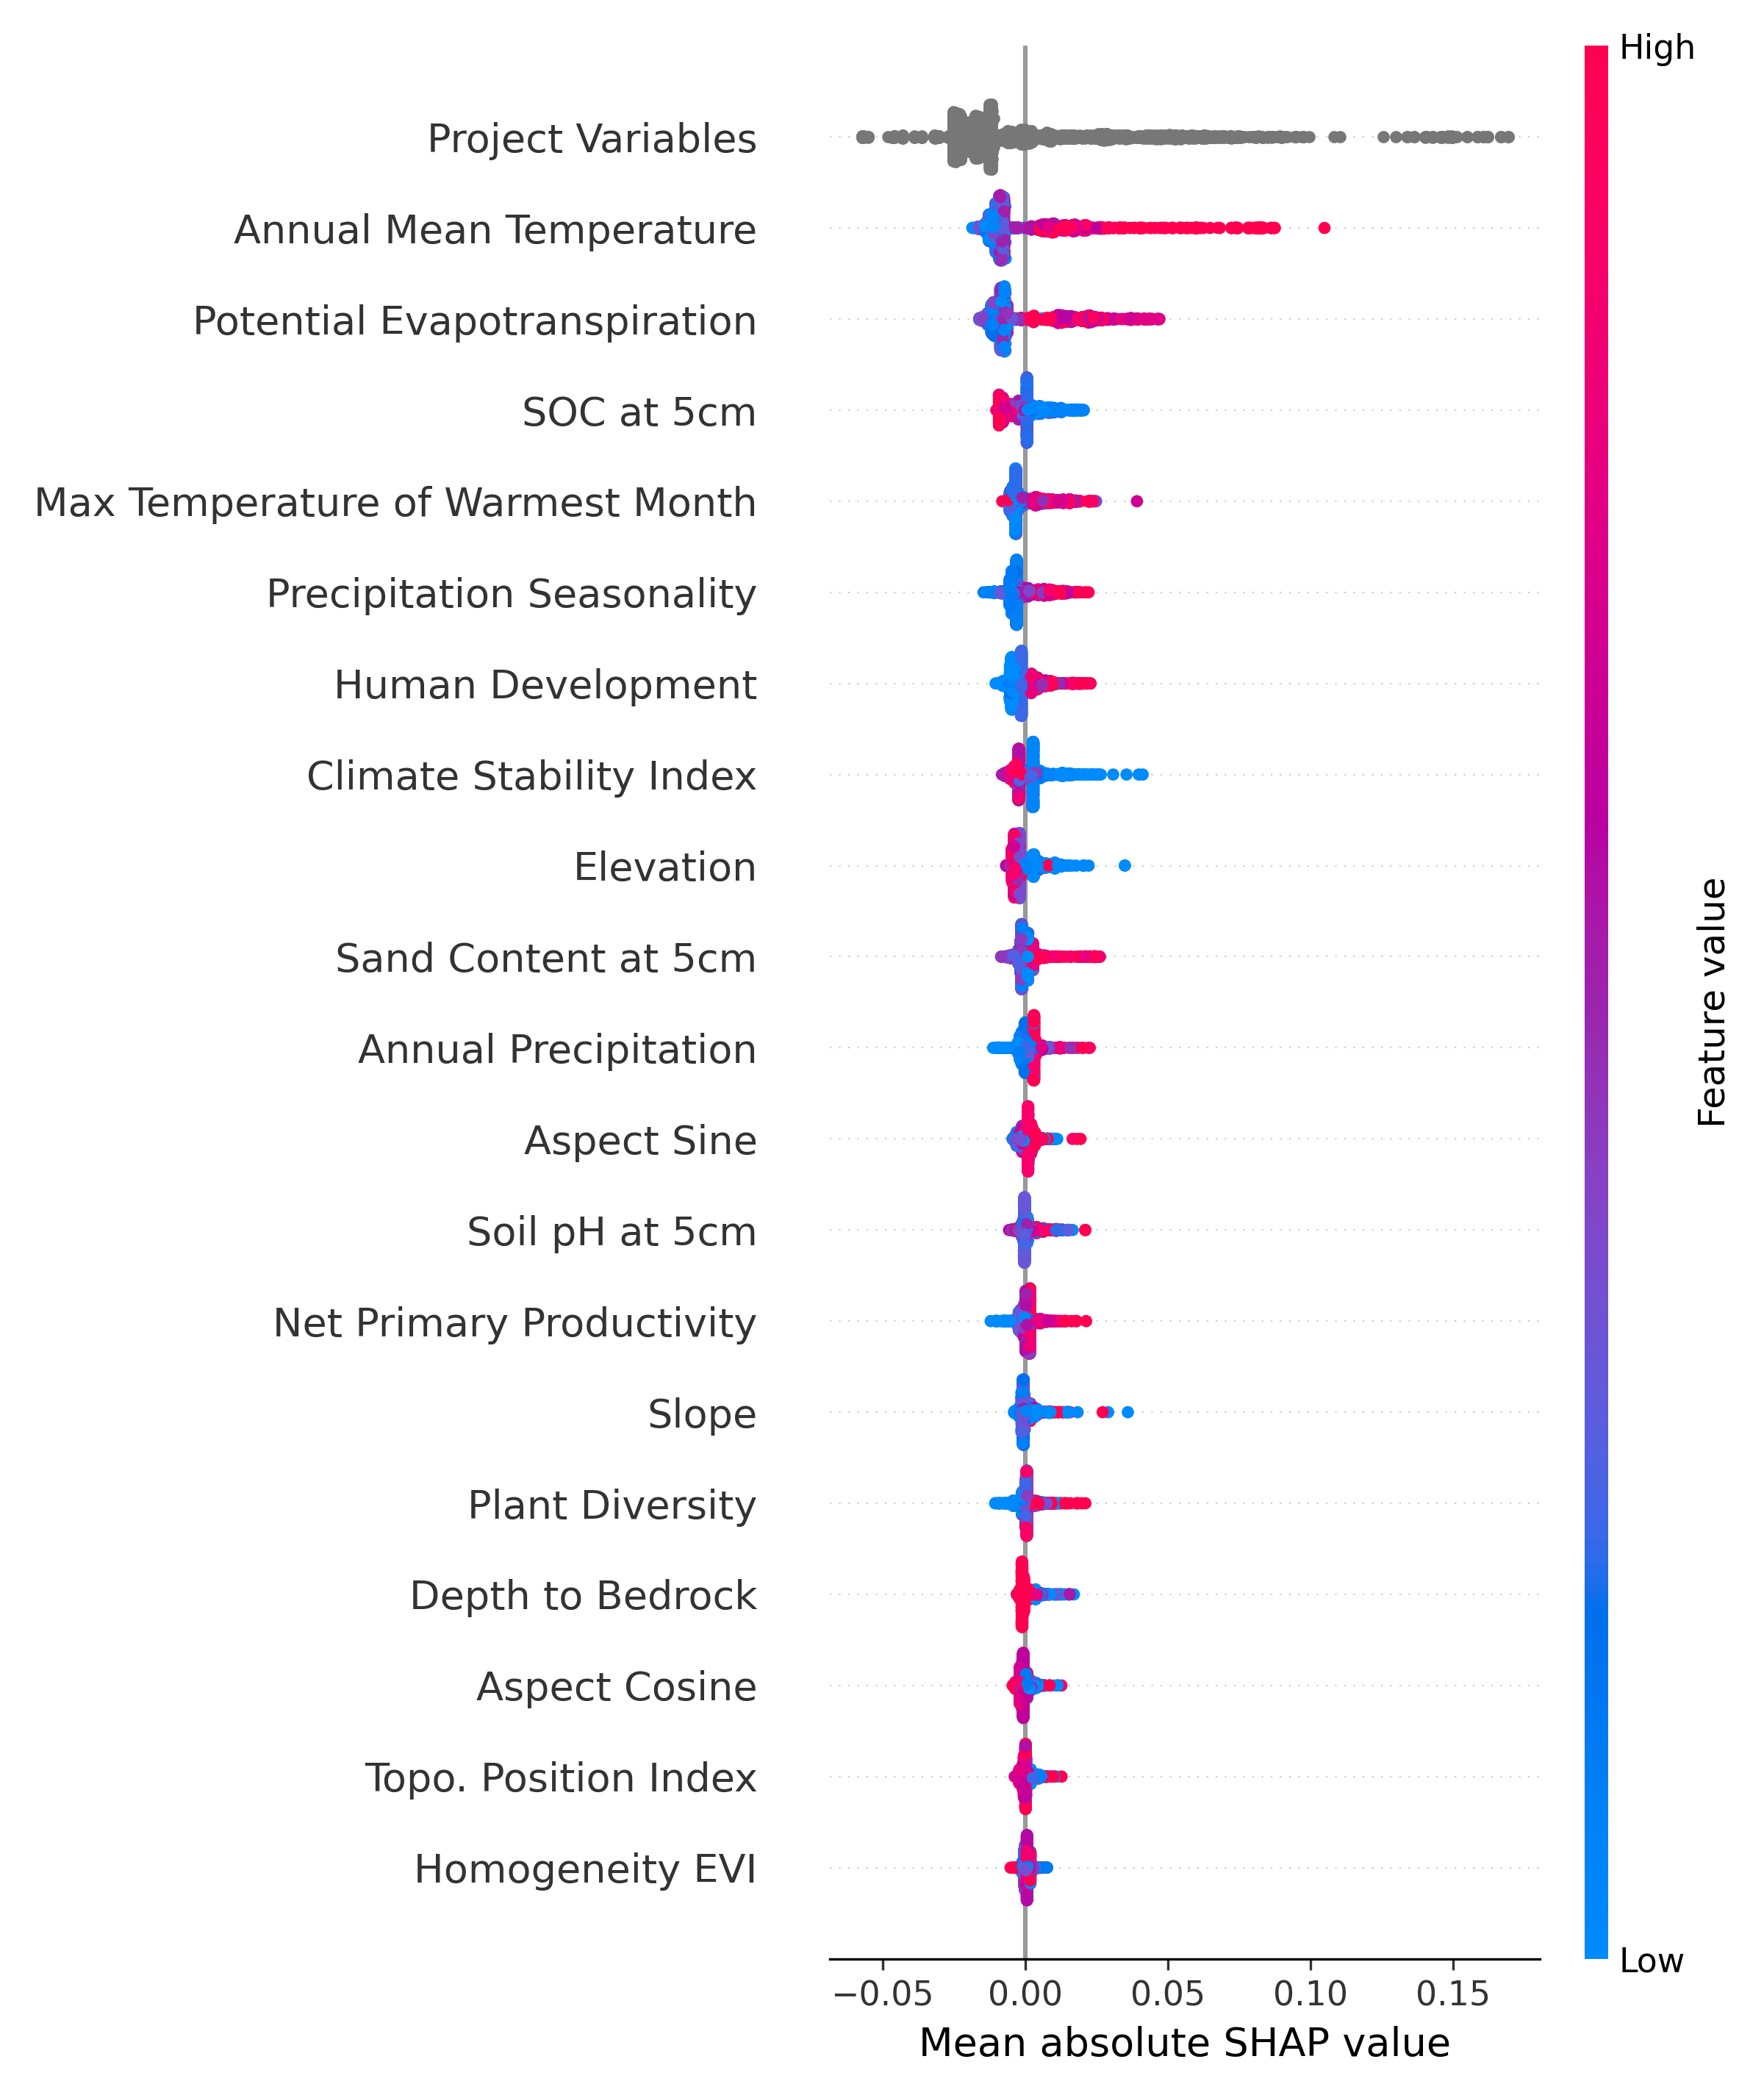 High
Project Variables
Annual Mean Temperature
Potential Evapotranspiration
SOC at 5cm
Max Temperature of Warmest Month
Precipitation Seasonality
Human Development
Climate Stability Index
Elevation
Sand Content at 5cm
Annual Precipitation
Aspect Sine
Soil pH at 5cm
Net Primary Productivity
Slope
Plant Diversity
Depth to Bedrock
Aspect Cosine
Topo. Position Index
Homogeneity EVI
Feature value
Low
−0.05 0.00 0.05 0.10 0.15
Mean absolute SHAP value